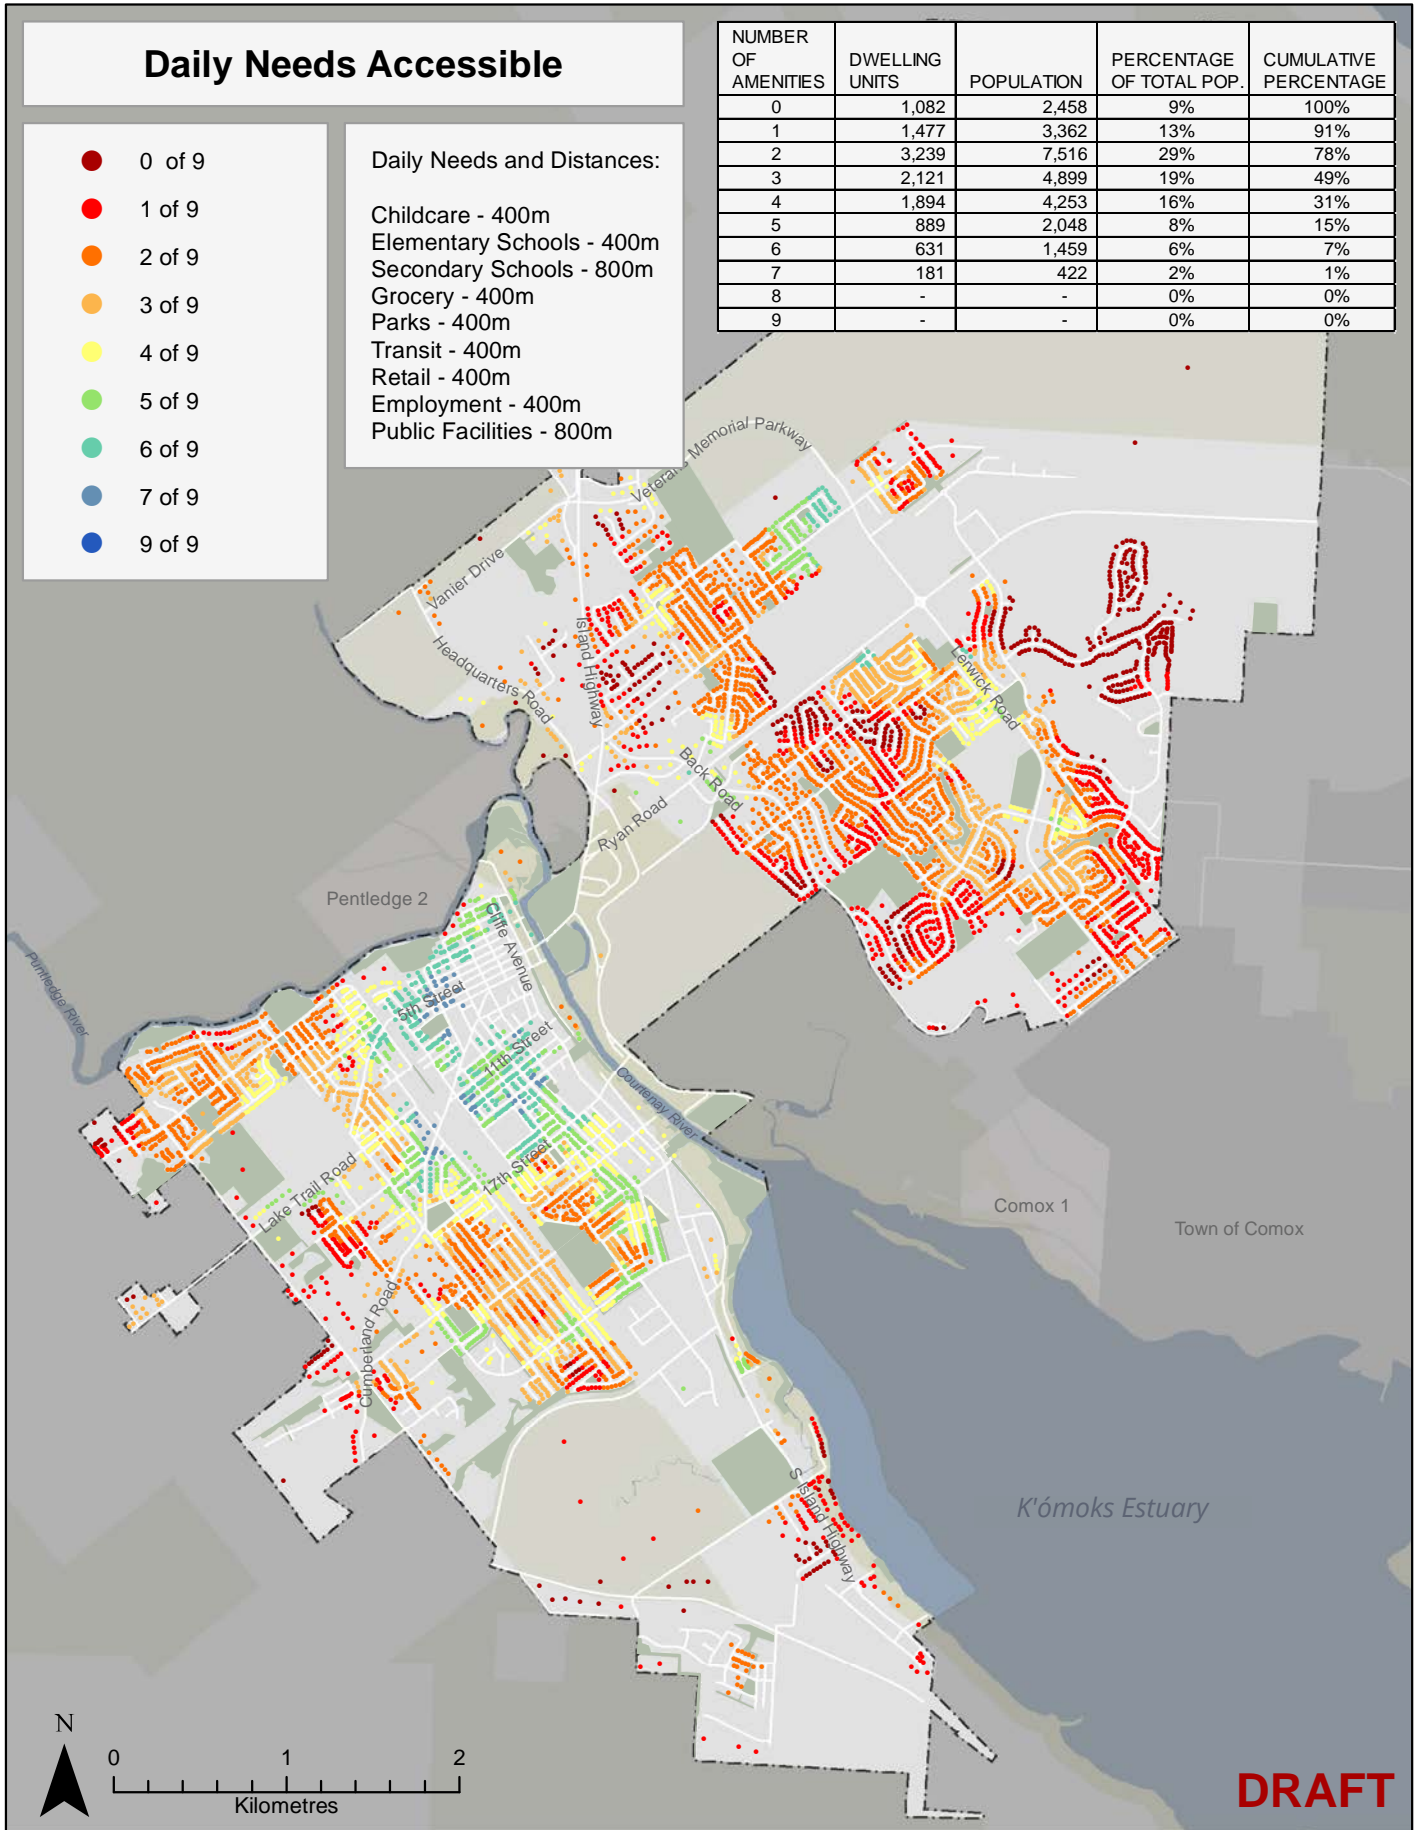 Daily Needs Accessible
0 of 9
1 of 9
2 of 9
3 of 9
4 of 9
5 of 9
6 of 9
7 of 9
9 of 9
Daily Needs and Distances:
Childcare - 400m
Elementary Schools - 400m
Secondary Schools - 800m
Grocery - 400m
Parks - 400m
Transit - 400m
Retail - 400m
Employment - 400m
Public Facilities - 800m
NUMBER OF AMENITIES DWELLING UNITS POPULATION PERCENTAGE OF TOTAL POP. CUMULATIVE PERCENTAGE
0 1,082 2,458 9% 100%
1 1,477 3,362 13% 91%
2 3,239 7,516 29% 78%
3 2,121 4,899 19% 49%
4 1,894 4,253 16% 31%
5 889 2,048 8% 15%
6 631 1,459 6% 7%
7 181 422 2% 1%
8 - - 0% 0%
9 - - 0% 0%
Veterans Memorial Parkway
Vanier Drive
Headquarters Road
Island Highway
Lerwick Road
Back Road
Ryan Road
Pentledge 2
Cliffe Avenue
Puntledge River
5th Street
11th Street
Courtenay River
17th Street
Lake Trail Road
Comox 1
Town of Comox
Cumberland Road
S Island Highway
K'ómoks Estuary
N
0 1 2
Kilometres
DRAFT